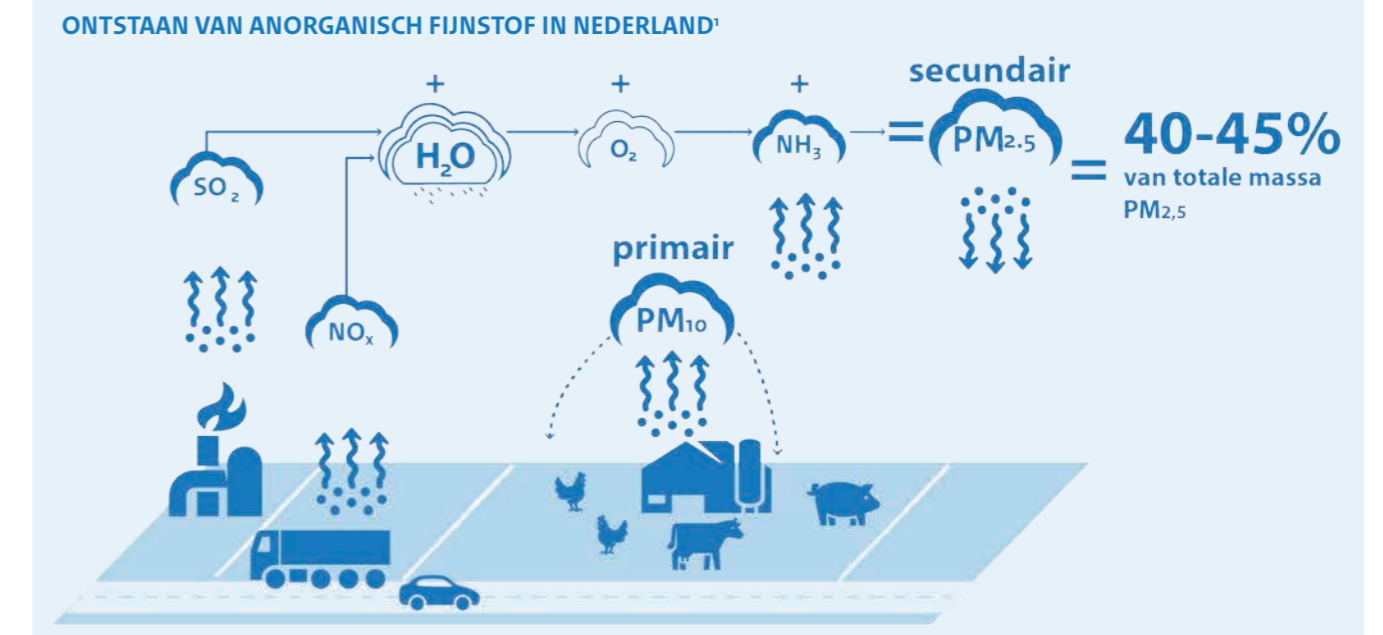 ONTSTAAN VAN ANORGANISCH FIJNSTOF IN NEDERLAND¹
+ + + secundair
SO₂
H₂O
O₂
NH₃
= PM2.5
= 40-45%
van totale massa
PM2,5
primair
NOₓ
PM10